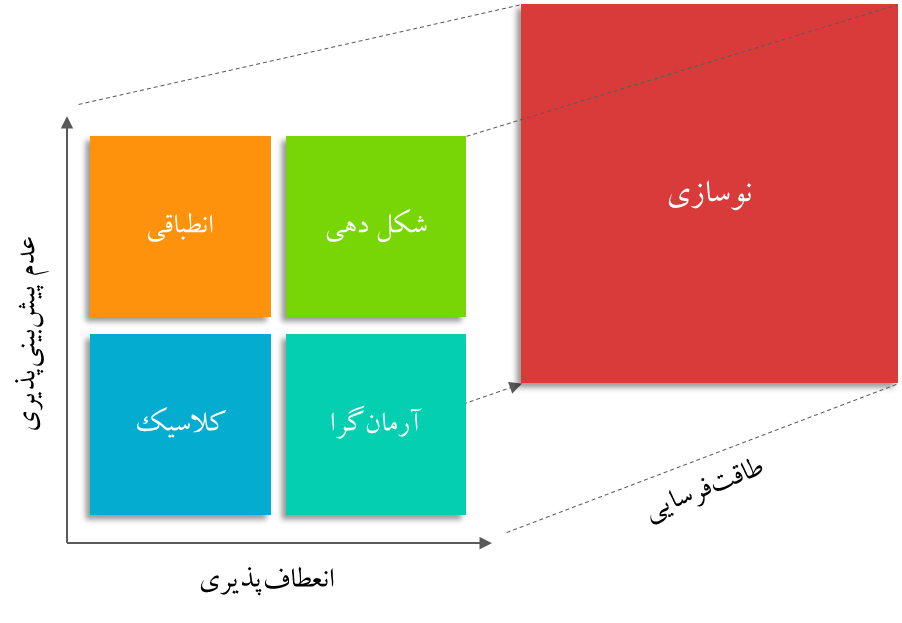 نوسازی
انطباقی
شکل دهی
کلاسیک
آرمان‌گرا
عدم پیش‌بینی‌پذیری
انعطاف‌پذیری
طاقت‌فرسایی